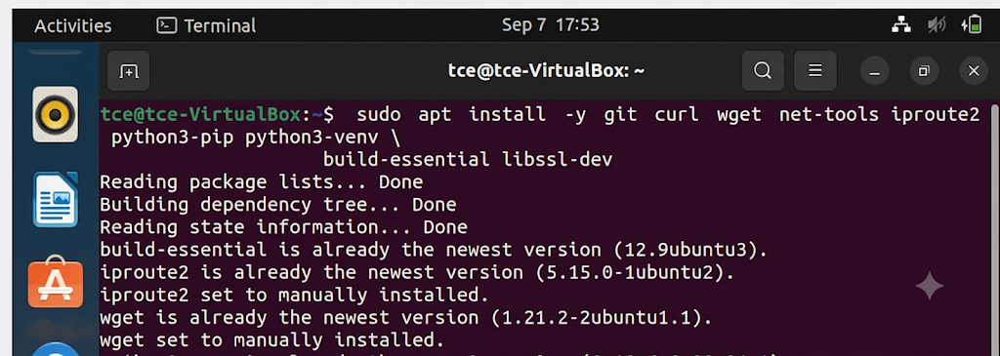 Activities Terminal Sep 7 17:53
tce@tce-VirtualBox: ~
tce@tce-VirtualBox:~$ sudo apt install -y git curl wget net-tools iproute2
python3-pip python3-venv \
build-essential libssl-dev
Reading package lists... Done
Building dependency tree... Done
Reading state information... Done
build-essential is already the newest version (12.9ubuntu3).
iproute2 is already the newest version (5.15.0-1ubuntu2).
iproute2 set to manually installed.
wget is already the newest version (1.21.2-2ubuntu1.1).
wget set to manually installed.